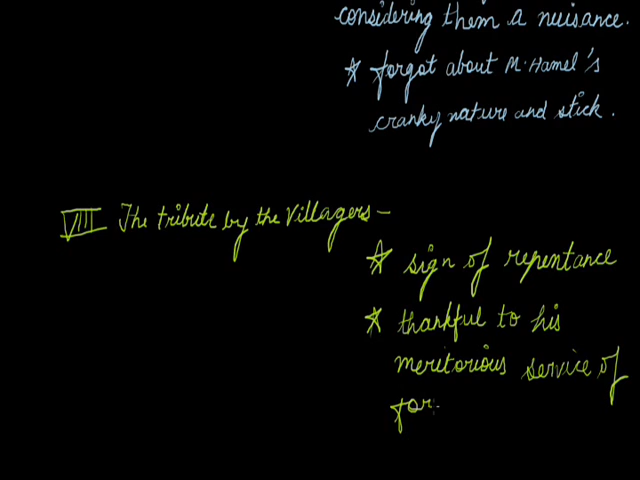 considering them a nuisance.
* forgot about M. Hamel's
cranky nature and stick.
VIII The tribute by the Villagers —
* sign of repentance
* thankful to his
meritorious service of
for